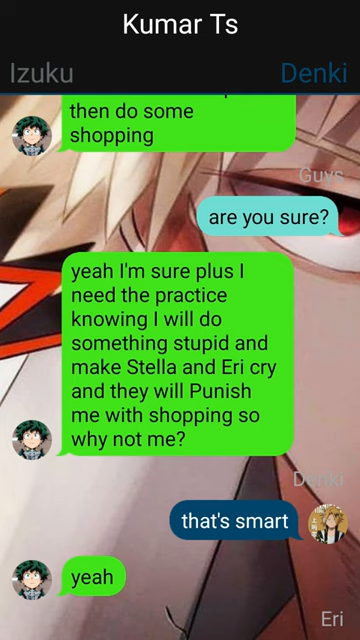 Kumar Ts
Izuku
Denki
then do some
shopping
Guys
are you sure?
yeah I'm sure plus I
need the practice
knowing I will do
something stupid and
make Stella and Eri cry
and they will Punish
me with shopping so
why not me?
Denki
that's smart
yeah
Eri